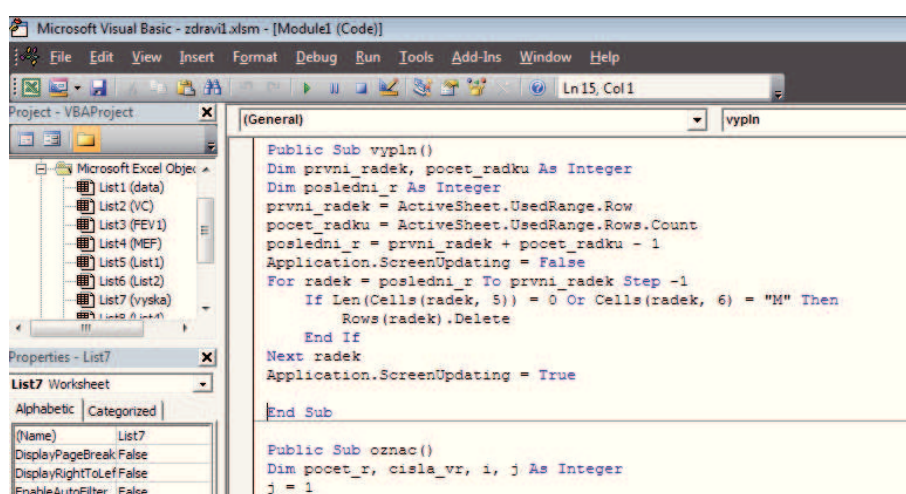 Microsoft Visual Basic - zdravi1.xlsm - [Module1 (Code)]
File Edit View Insert Format Debug Run Tools Add-Ins Window Help
Ln 15, Col 1
Project - VBAProject
Microsoft Excel Objec
List1 (data)
List2 (VC)
List3 (FEV1)
List4 (MEF)
List5 (List1)
List6 (List2)
List7 (vyska)
List8 (List4)
Properties - List7
List7 Worksheet
Alphabetic Categorized
(Name) List7
DisplayPageBreak False
DisplayRightToLef False
EnableAutoFilter False
(General) vypln
Public Sub vypln()
Dim prvni_radek, pocet_radku As Integer
Dim posledni_r As Integer
prvni_radek = ActiveSheet.UsedRange.Row
pocet_radku = ActiveSheet.UsedRange.Rows.Count
posledni_r = prvni_radek + pocet_radku - 1
Application.ScreenUpdating = False
For radek = posledni_r To prvni_radek Step -1
If Len(Cells(radek, 5)) = 0 Or Cells(radek, 6) = "M" Then
Rows(radek).Delete
End If
Next radek
Application.ScreenUpdating = True
End Sub
Public Sub oznac()
Dim pocet_r, cisla_vr, i, j As Integer
j = 1